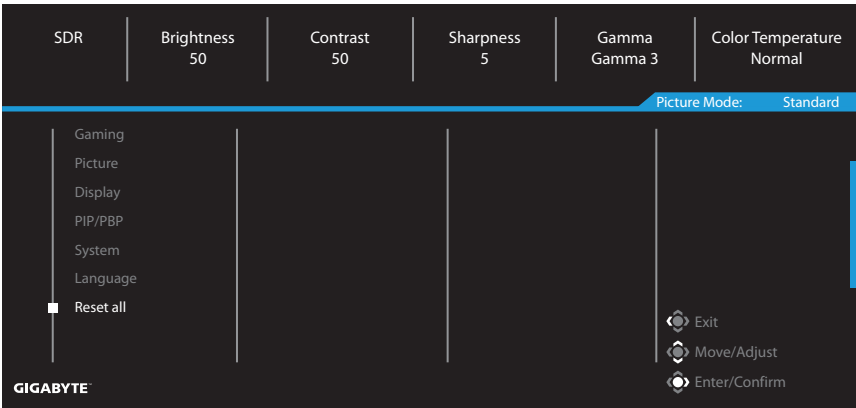 SDR Brightness Contrast Sharpness Gamma Color Temperature
50 50 5 Gamma 3 Normal
Picture Mode: Standard
Gaming
Picture
Display
PIP/PBP
System
Language
Reset all
Exit
Move/Adjust
Enter/Confirm
GIGABYTE™